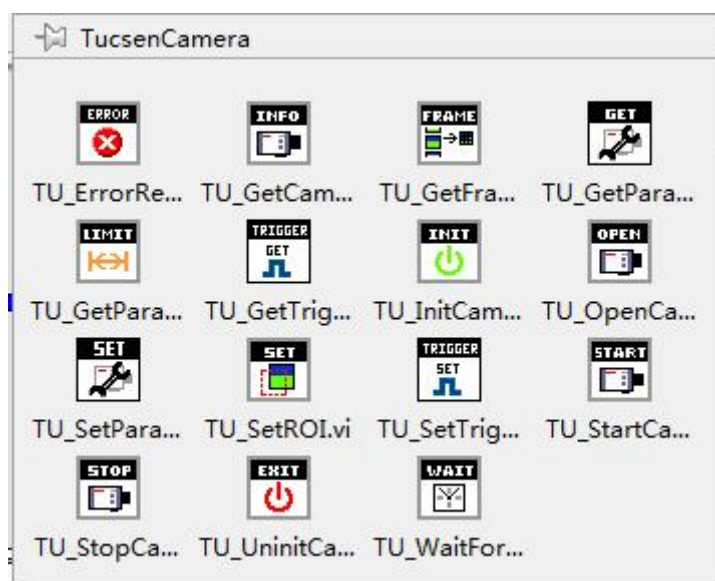 TucsenCamera
ERROR INFO FRAME GET
TU_ErrorRe... TU_GetCam... TU_GetFra... TU_GetPara...
LIMIT TRIGGER GET INIT OPEN
TU_GetPara... TU_GetTrig... TU_InitCam... TU_OpenCa...
SET SET TRIGGER SET START
TU_SetPara... TU_SetROI.vi TU_SetTrig... TU_StartCa...
STOP EXIT WAIT
TU_StopCa... TU_UninitCa... TU_WaitFor...